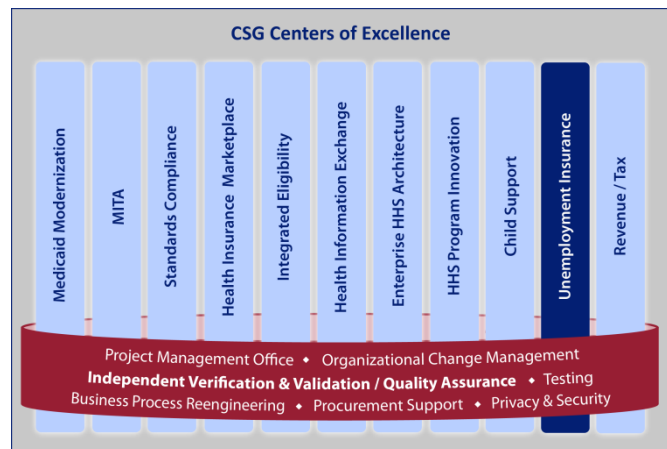 CSG Centers of Excellence
Medicaid Modernization
MITA
Standards Compliance
Health Insurance Marketplace
Integrated Eligibility
Health Information Exchange
Enterprise HHS Architecture
HHS Program Innovation
Child Support
Unemployment Insurance
Revenue / Tax
Project Management Office ◆ Organizational Change Management
Independent Verification & Validation / Quality Assurance ◆ Testing
Business Process Reengineering ◆ Procurement Support ◆ Privacy & Security